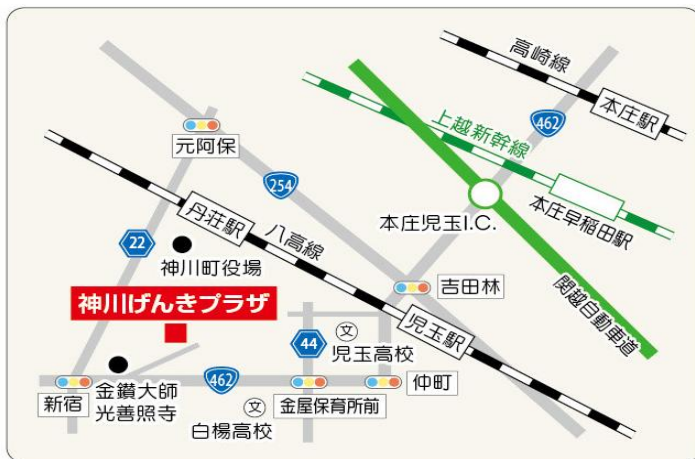 高崎線
本庄駅
462
上越新幹線
元阿保
254
本庄早稲田駅
本庄児玉I.C.
丹荘駅
八高線
22
神川町役場
関越自動車道
吉田林
神川げんきプラザ
児玉駅
44
文
児玉高校
金鑚大師
光善照寺
462
新宿
金屋保育所前
仲町
文
白楊高校